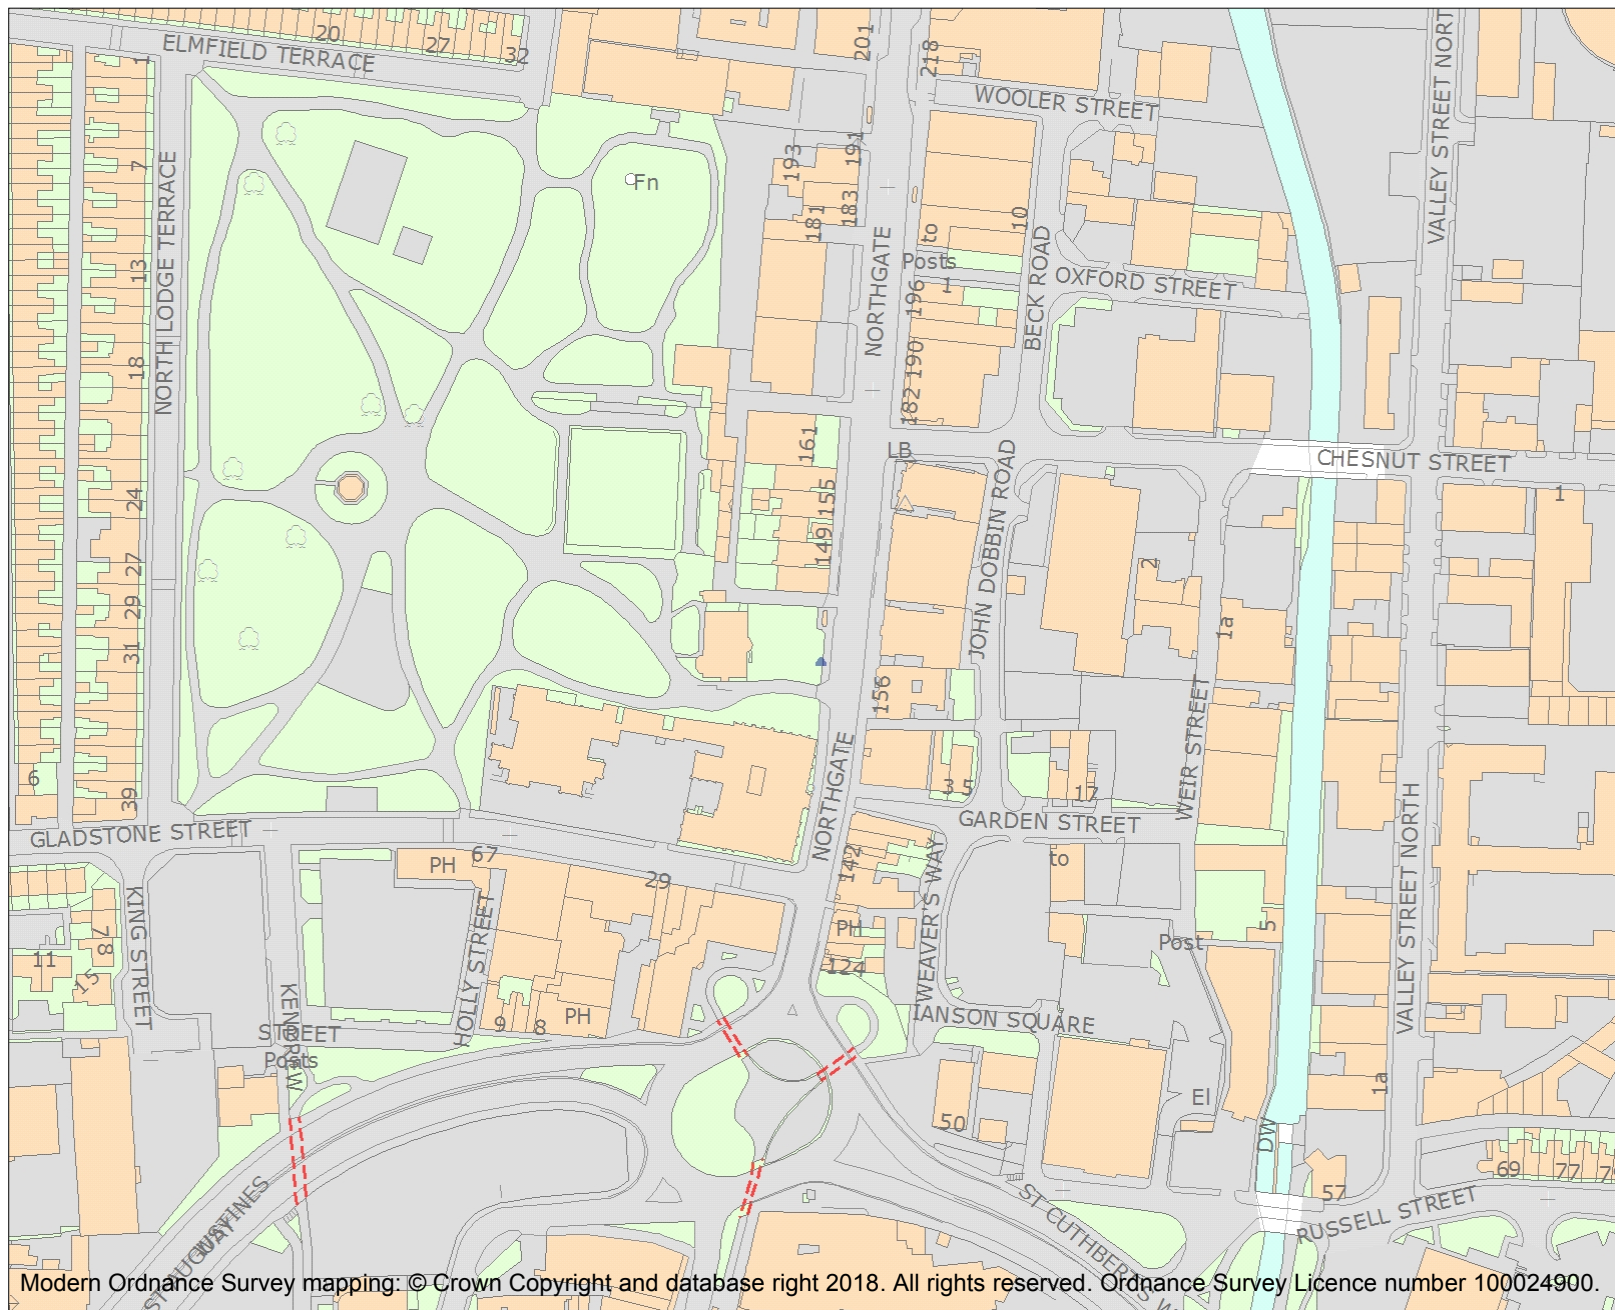 20
27
32
ELMFIELD TERRACE
1
201
218
WOOLER STREET
VALLEY STREET NORT
7
NORTH LODGE TERRACE
193
191
Fn
181
183
to
10
Posts
1
OXFORD STREET
13
NORTHGATE
196
BECK ROAD
18
190
182
161
LB
CHESNUT STREET
24
155
149
JOHN DOBBIN ROAD
1
27
2
29
1a
31
156
WEIR STREET
6
39
NORTHGATE
3
5
17
GARDEN STREET
GLADSTONE STREET
PH
67
29
142
to
WEAVER'S WAY
VALLEY STREET NORTH
KING STREET
7
8
11
15
HOLLY STREET
PH
124
Post
5
9
8
PH
IANSON SQUARE
KENDREW
STREET
Posts
1a
El
50
DW
69
77
57
RUSSELL STREET
ST AUGUSTINES
WAY
ST CUTHBERT'S W
Modern Ordnance Survey mapping: © Crown Copyright and database right 2018. All rights reserved. Ordnance Survey Licence number 100024900.